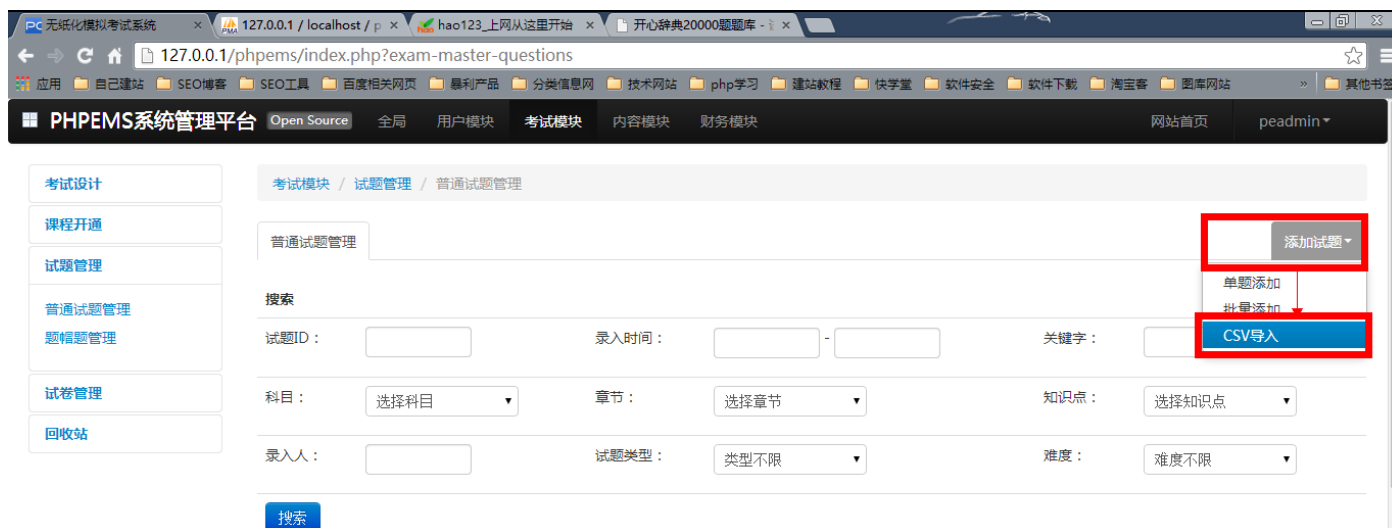 PC 无纸化模拟考试系统 × PMA 127.0.0.1 / localhost / p × hao123_上网从这里开始 × 开心辞典20000题题库 - ×
127.0.0.1/phpems/index.php?exam-master-questions
应用 自己建站 SEO博客 SEO工具 百度相关网页 暴利产品 分类信息网 技术网站 php学习 建站教程 快学堂 软件安全 软件下载 淘宝客 图库网站 » 其他书签
PHPEMS系统管理平台 Open Source 全局 用户模块 考试模块 内容模块 财务模块 网站首页 peadmin
考试设计
课程开通
试题管理
普通试题管理
题帽题管理
试卷管理
回收站
考试模块 / 试题管理 / 普通试题管理
普通试题管理 添加试题
单题添加
批量添加
CSV导入
搜索
试题ID： 录入时间： - 关键字：
科目： 选择科目 章节： 选择章节 知识点： 选择知识点
录入人： 试题类型： 类型不限 难度： 难度不限
搜索